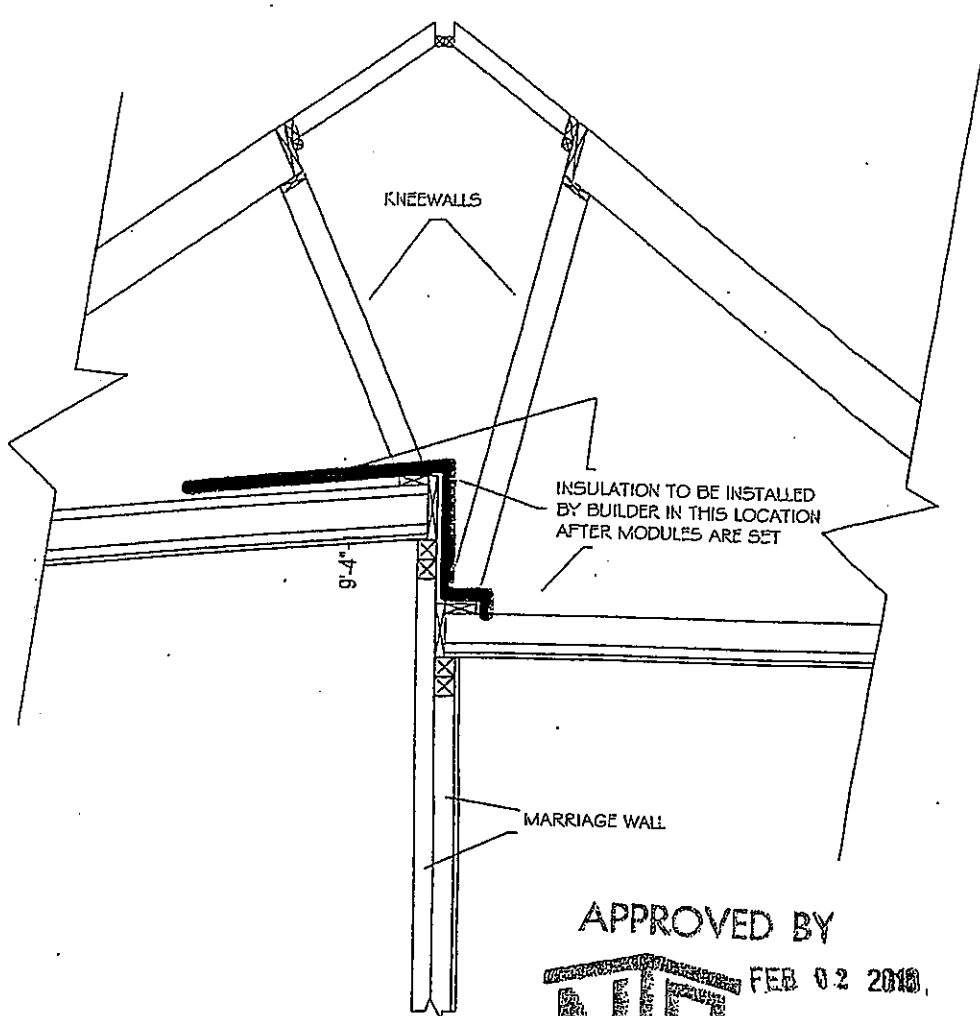 KNEEWALLS
INSULATION TO BE INSTALLED
BY BUILDER IN THIS LOCATION
AFTER MODULES ARE SET
9'-4"
MARRIAGE WALL
APPROVED BY
FEB 02